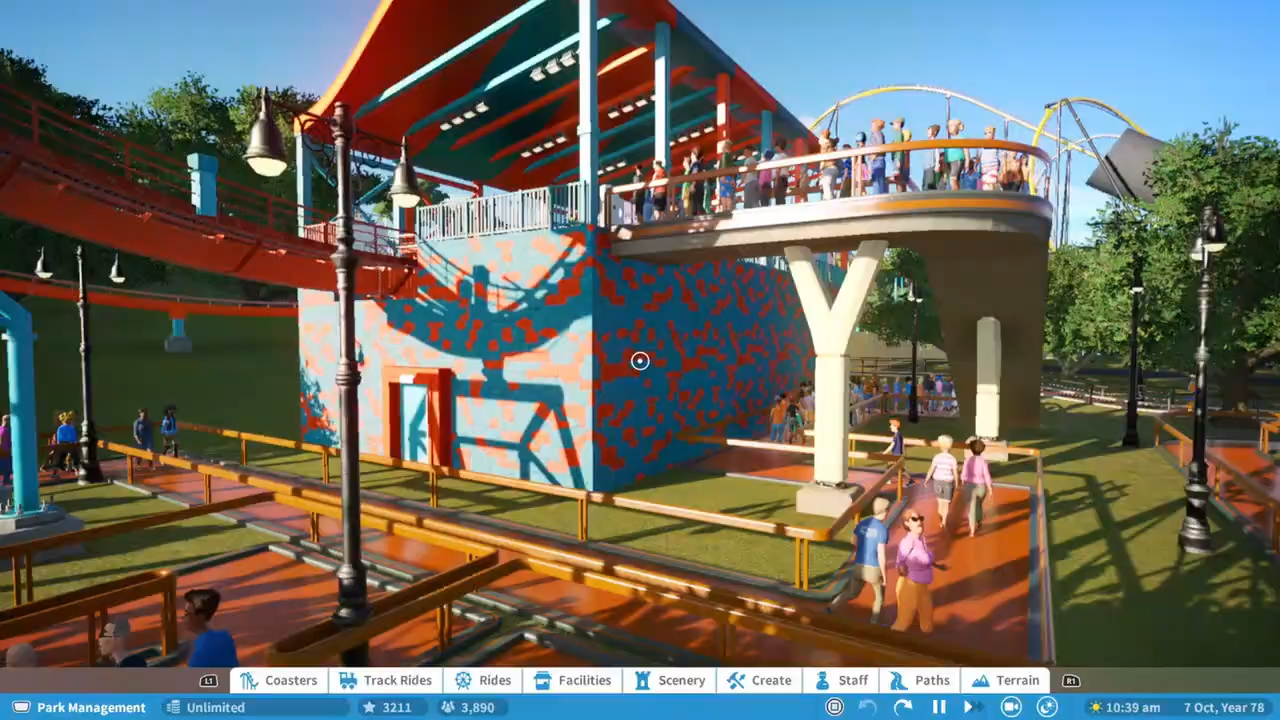 L1 Coasters Track Rides Rides Facilities Scenery Create Staff Paths Terrain R1
Park Management Unlimited 3211 3,890 10:39 am 7 Oct, Year 78